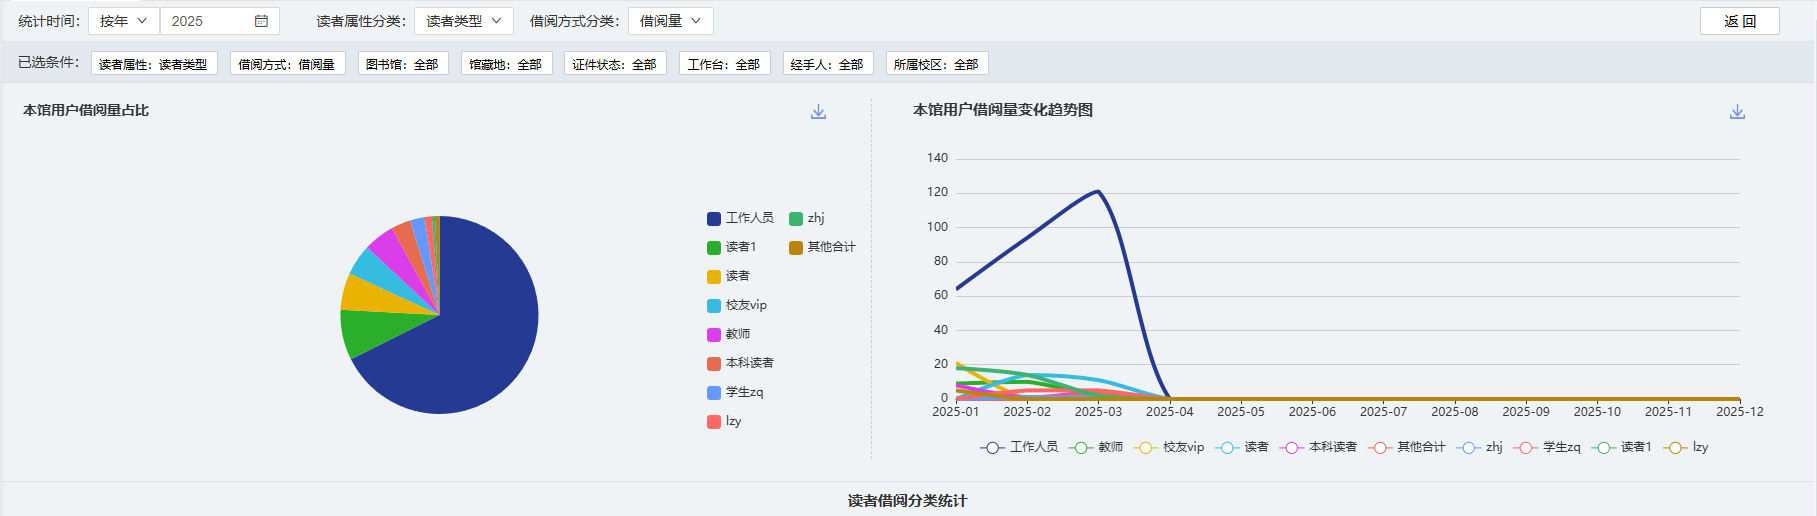 统计时间： 按年 2025 读者属性分类： 读者类型 借阅方式分类： 借阅量 返 回
已选条件： 读者属性：读者类型 借阅方式：借阅量 图书馆：全部 馆藏地：全部 证件状态：全部 工作台：全部 经手人：全部 所属校区：全部
本馆用户借阅量占比
工作人员 zhj
读者1 其他合计
读者
校友vip
教师
本科读者
学生zq
lzy
本馆用户借阅量变化趋势图
140
120
100
80
60
40
20
0
2025-01 2025-02 2025-03 2025-04 2025-05 2025-06 2025-07 2025-08 2025-09 2025-10 2025-11 2025-12
工作人员 教师 校友vip 读者 本科读者 其他合计 zhj 学生zq 读者1 lzy
读者借阅分类统计